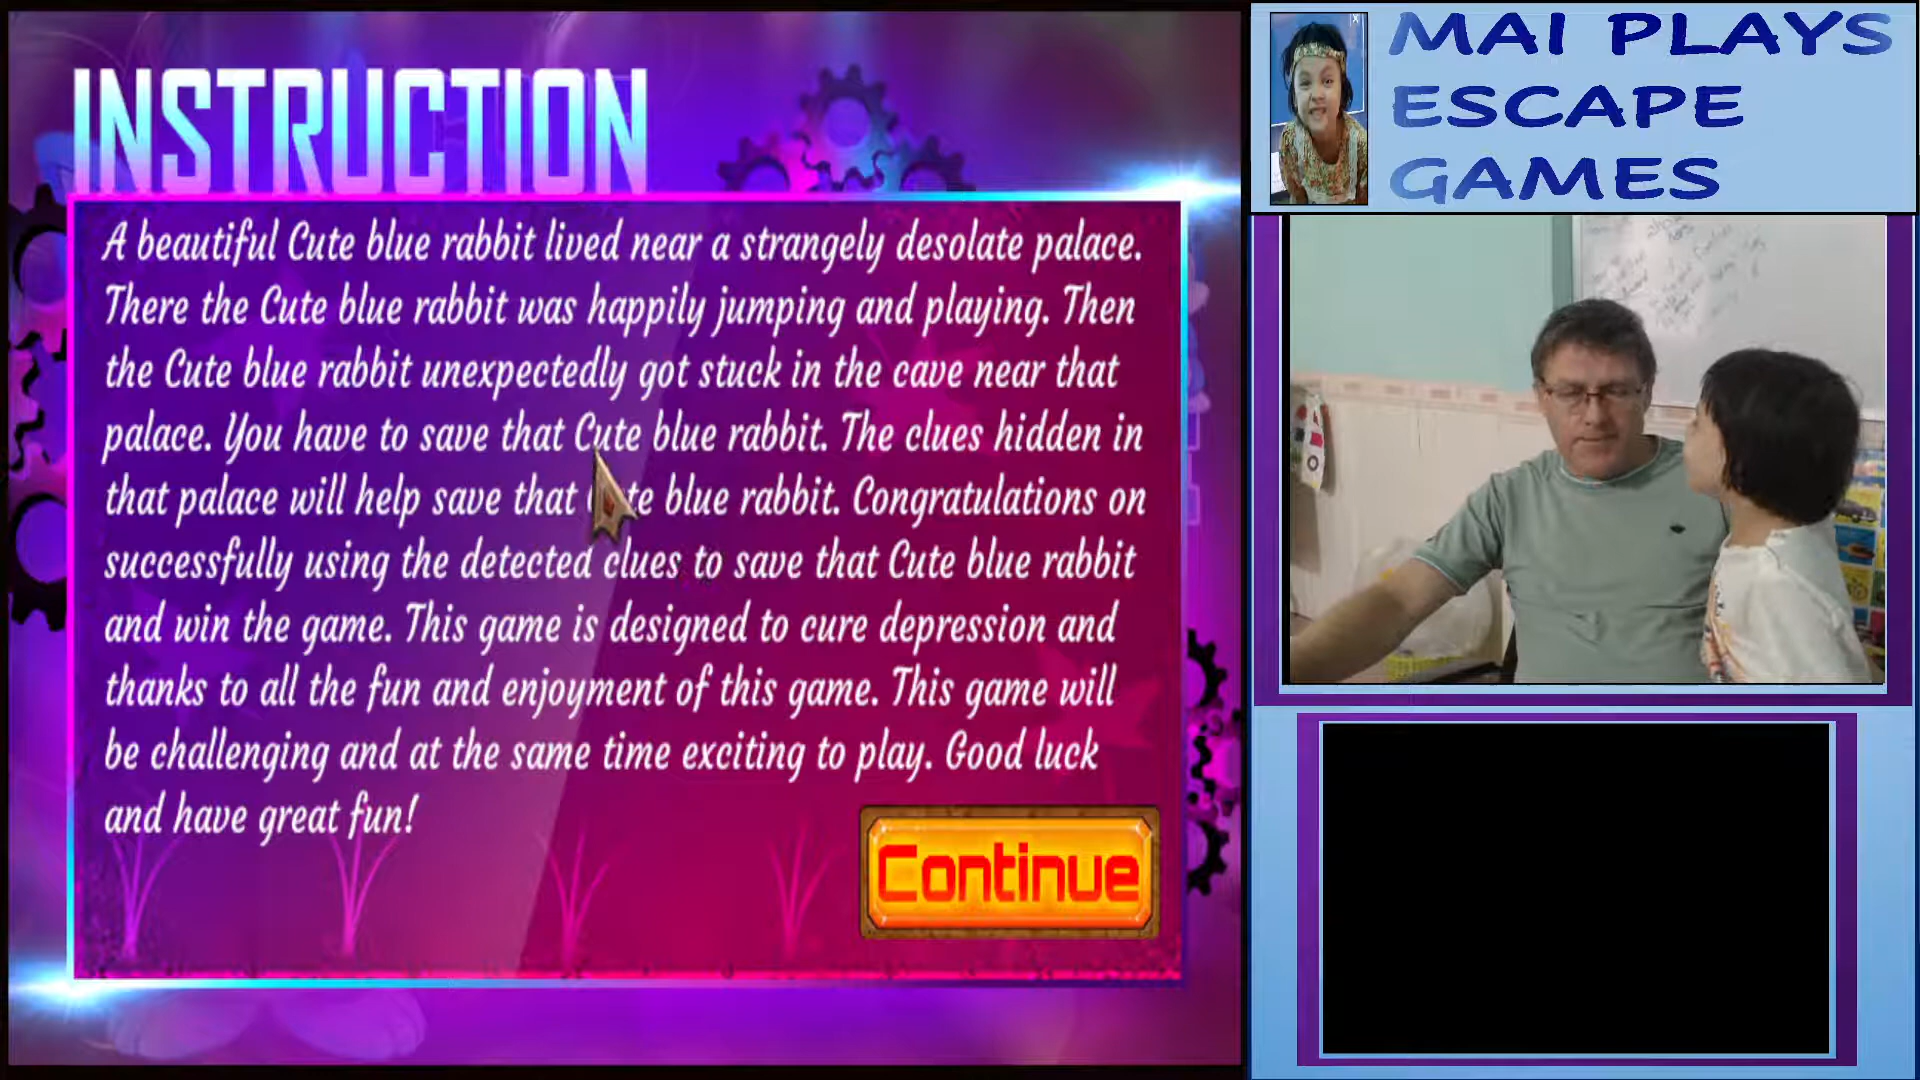 INSTRUCTION
A beautiful Cute blue rabbit lived near a strangely desolate palace.
There the Cute blue rabbit was happily jumping and playing. Then
the Cute blue rabbit unexpectedly got stuck in the cave near that
palace. You have to save that Cute blue rabbit. The clues hidden in
that palace will help save that Cute blue rabbit. Congratulations on
successfully using the detected clues to save that Cute blue rabbit
and win the game. This game is designed to cure depression and
thanks to all the fun and enjoyment of this game. This game will
be challenging and at the same time exciting to play. Good luck
and have great fun!
Continue
MAI PLAYS
ESCAPE
GAMES